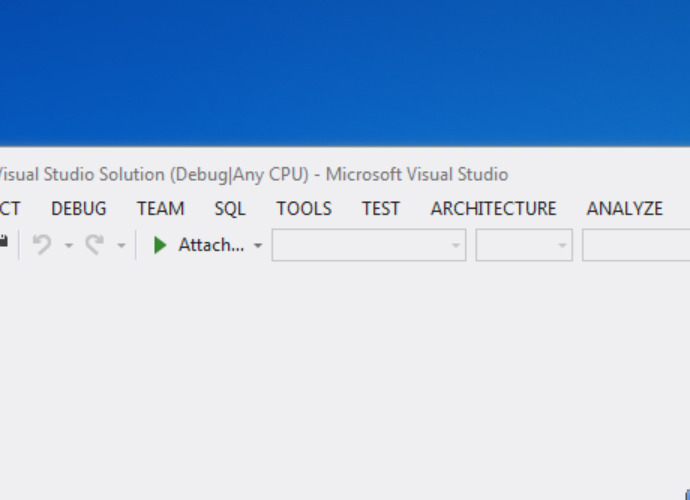 Visual Studio Solution (Debug|Any CPU) - Microsoft Visual Studio
CT DEBUG TEAM SQL TOOLS TEST ARCHITECTURE ANALYZE
Attach...